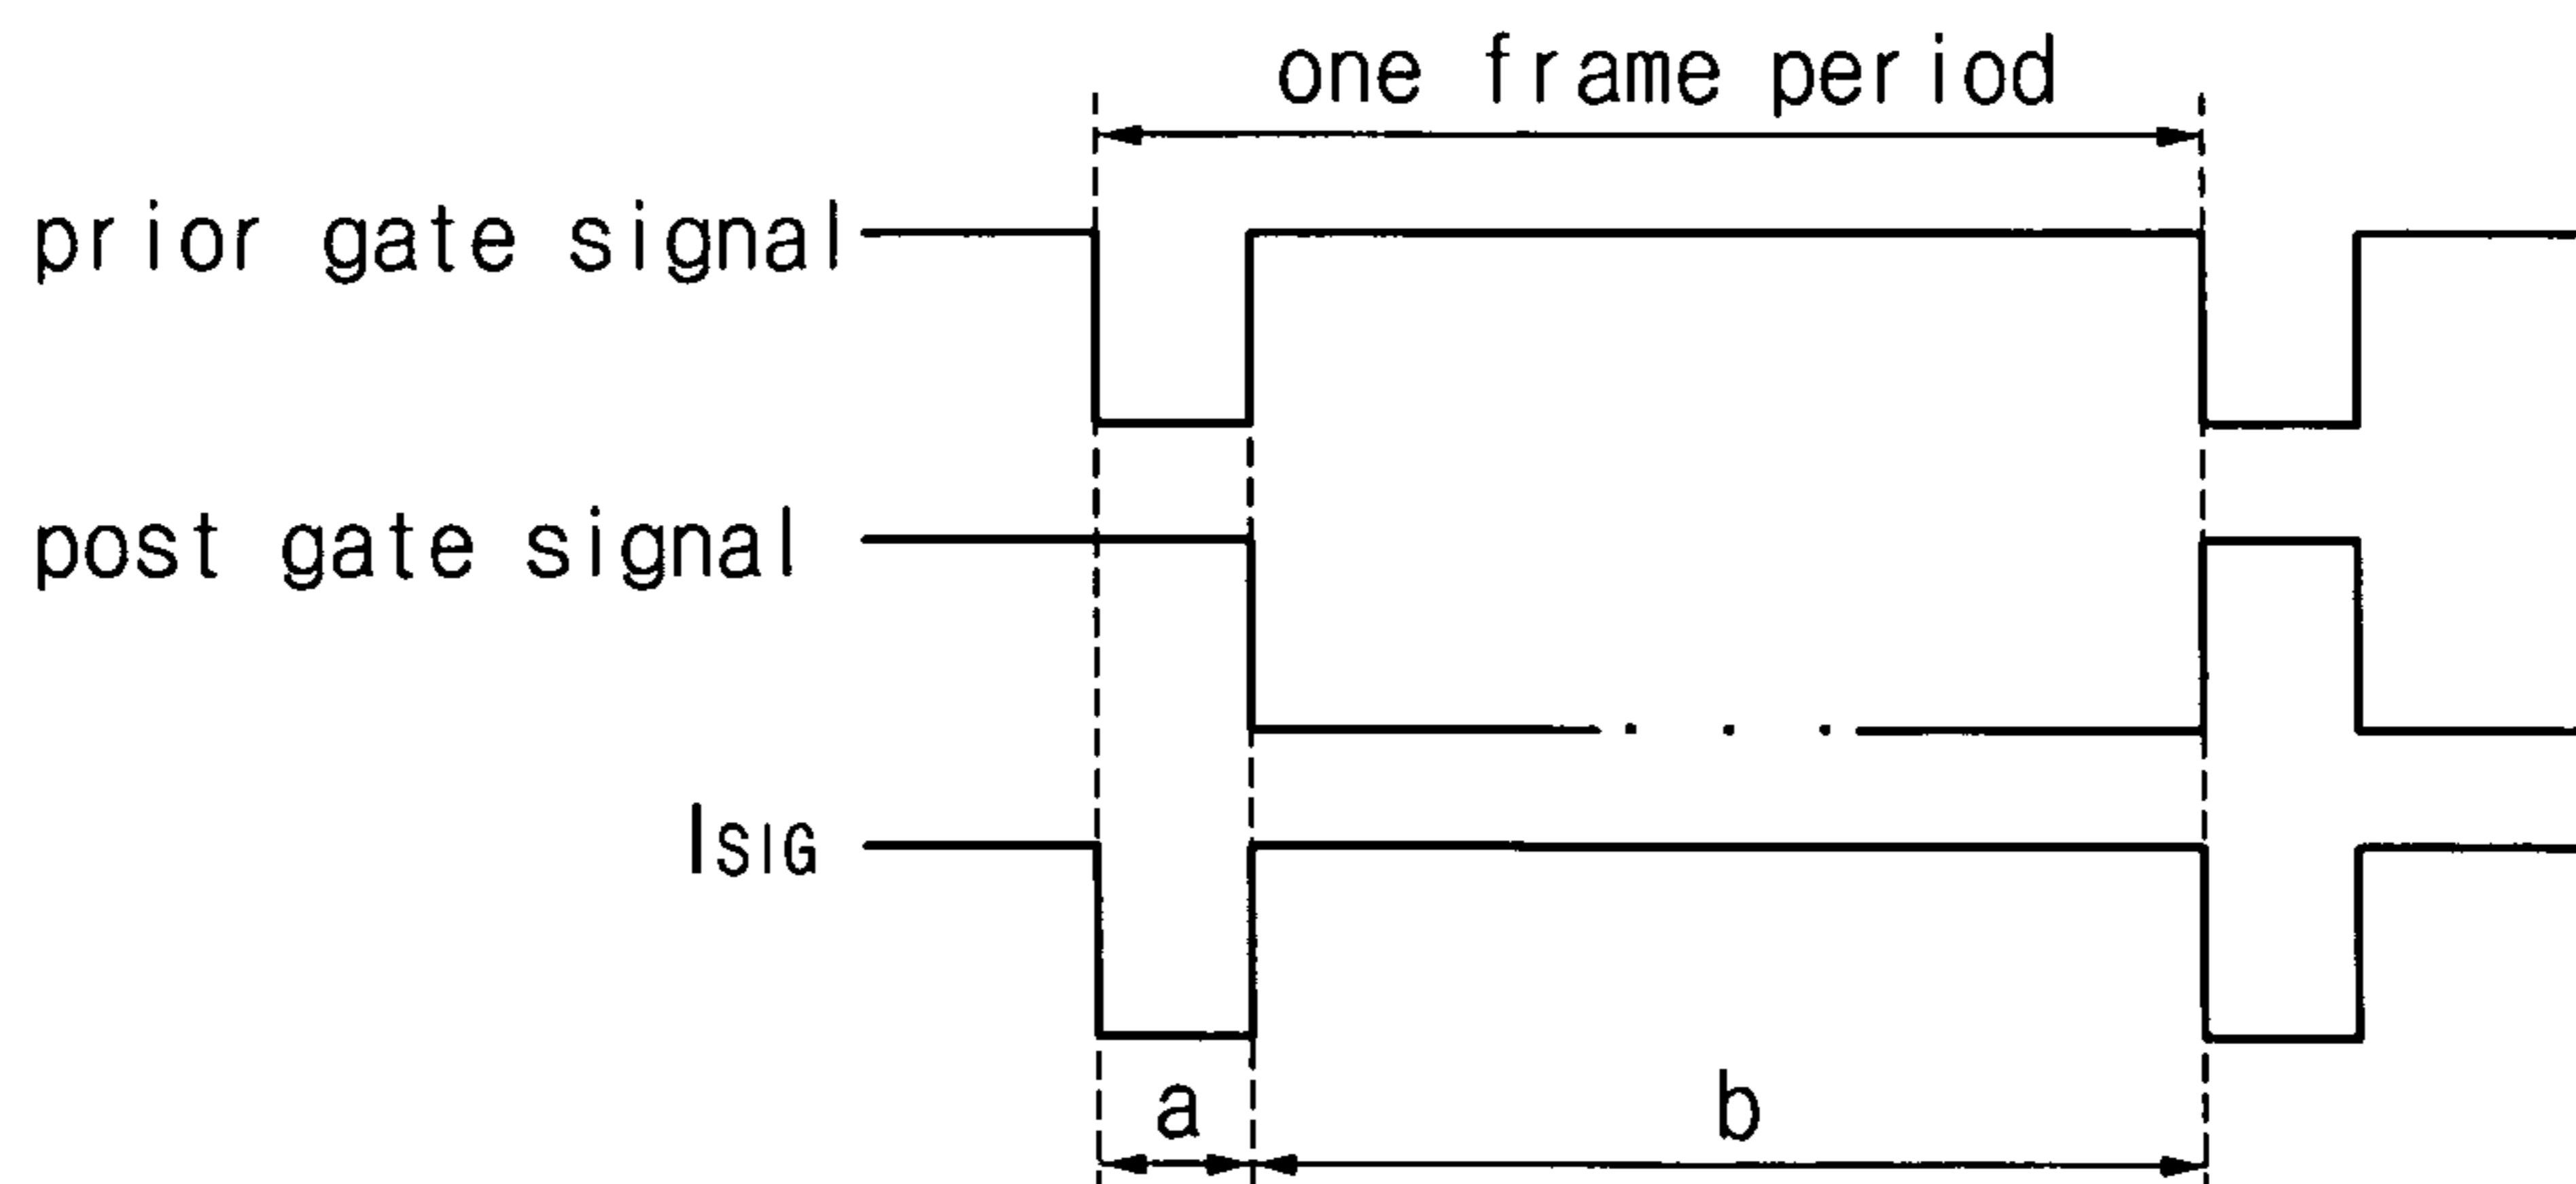 one frame period
prior gate signal
post gate signal
ISIG
a
b